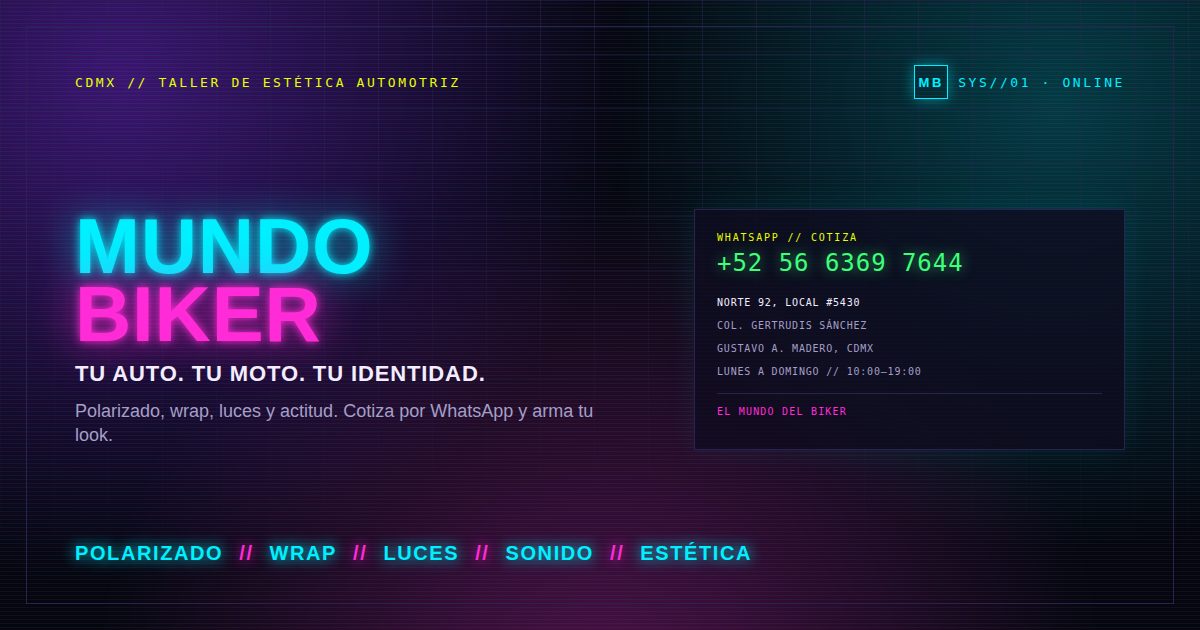 CDMX // TALLER DE ESTÉTICA AUTOMOTRIZ
MB SYS//01 · ONLINE
MUNDO
BIKER
TU AUTO. TU MOTO. TU IDENTIDAD.
Polarizado, wrap, luces y actitud. Cotiza por WhatsApp y arma tu
look.
WHATSAPP // COTIZA
+52 56 6369 7644
NORTE 92, LOCAL #5430
COL. GERTRUDIS SÁNCHEZ
GUSTAVO A. MADERO, CDMX
LUNES A DOMINGO // 10:00–19:00
EL MUNDO DEL BIKER
POLARIZADO // WRAP // LUCES // SONIDO // ESTÉTICA